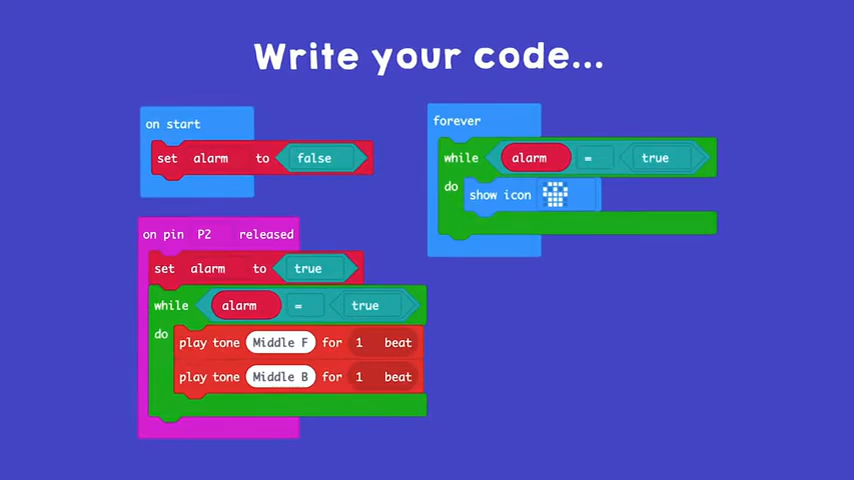 Write your code...
on start
set alarm to false
on pin P2 released
set alarm to true
while alarm = true
do
play tone Middle F for 1 beat
play tone Middle B for 1 beat
forever
while alarm = true
do
show icon